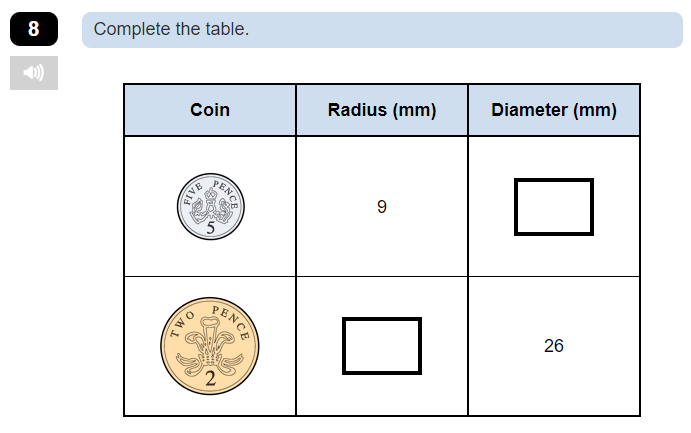 8 Complete the table.
Coin Radius (mm) Diameter (mm)
FIVE PENCE
5
9
TWO PENCE
2
26